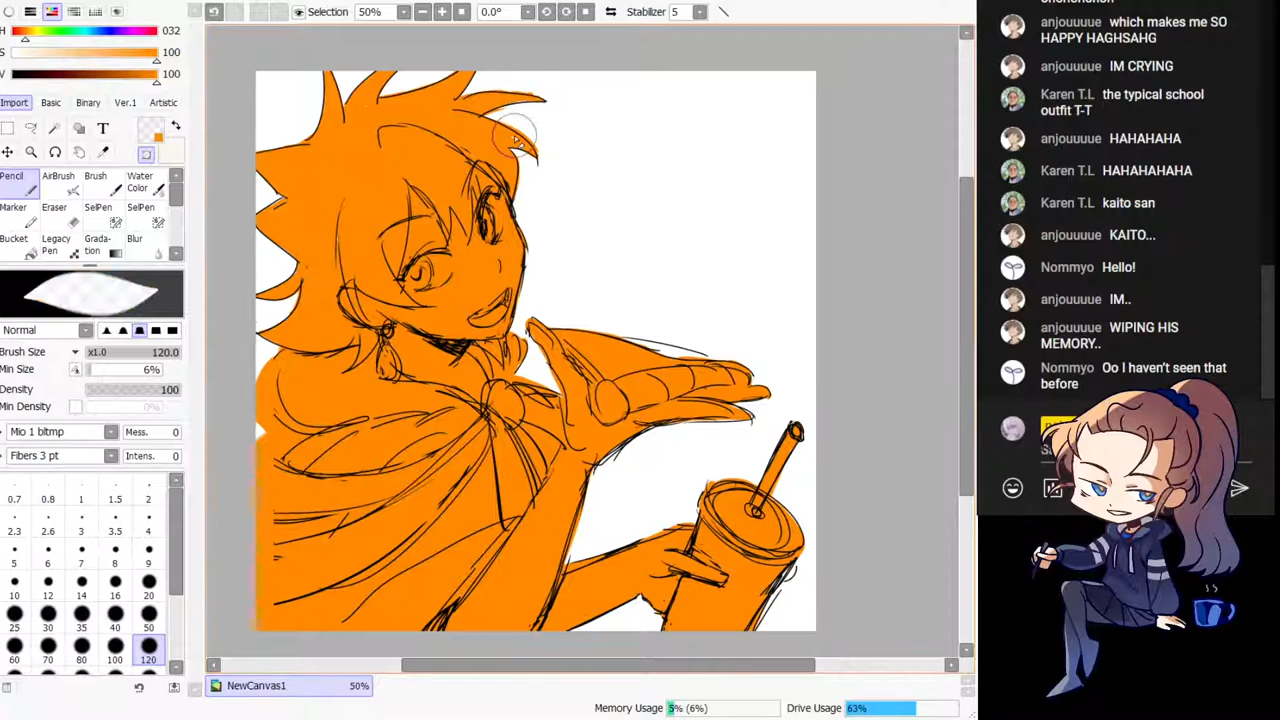 Selection 50% 0.0° Stabilizer 5
H 032
S 100
V 100
Import Basic Binary Ver.1 Artistic
T
Pencil AirBrush Brush Water Color
Marker Eraser SelPen SelPen
Bucket Legacy Pen Grada-tion Blur
Normal
Brush Size x1.0 120.0
Min Size 6%
Density 100
Min Density 100%
Mio 1 bltmp Mess. 0
Fibers 3 pt Intens. 0
0.7 0.8 1 1.5 2
2.3 2.6 3 3.5 4
5 6 7 8 9
10 12 14 16 20
25 30 35 40 50
60 70 80 100 120
NewCanvas1 50%
Memory Usage 5% (6%) Drive Usage 63%
anjouuuue which makes me SO
HAPPY HAGHSAHG
anjouuuue IM CRYING
Karen T.L the typical school
outfit T-T
anjouuuue HAHAHAHA
Karen T.L HAHAHAHAHA
Karen T.L kaito san
anjouuuue KAITO...
Nommyo Hello!
anjouuuue IM..
anjouuuue WIPING HIS
MEMORY..
Nommyo Oo I haven't seen that
before